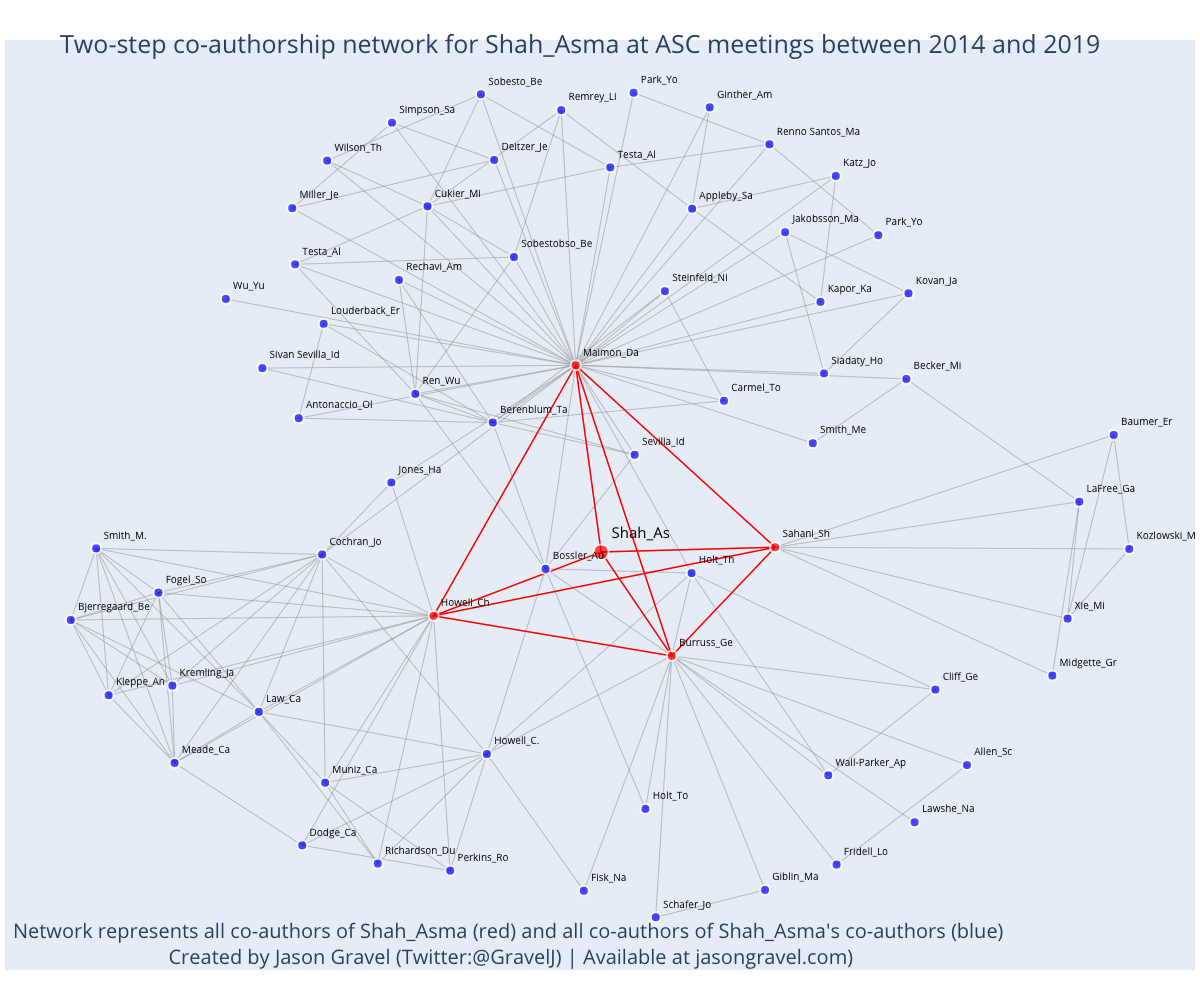 Two-step co-authorship network for Shah_Asma at ASC meetings between 2014 and 2019
Sobesto_Be
Park_Yo
Remrey_Li
Ginther_Am
Simpson_Sa
Renno Santos_Ma
Wilson_Th
Deitzer_Je
Testa_Al
Katz_Jo
Miller_Je
Cukier_Mi
Appleby_Sa
Jakobsson_Ma
Park_Yo
Testa_Al
Sobestobso_Be
Rechavi_Am
Steinfeld_Ni
Kovan_Ja
Wu_Yu
Kapor_Ka
Louderback_Er
Sivan Sevilla_Id
Maimon_Da
Siadaty_Ho
Becker_Mi
Ren_Wu
Carmel_To
Antonaccio_Ol
Berenblum_Ta
Smith_Me
Baumer_Er
Sevilla_Id
Jones_Ha
LaFree_Ga
Smith_M.
Cochran_Jo
Shah_As
Sahani_Sh
Kozlowski_M
Bossler_Ad
Holt_Th
Fogel_So
Bjerregaard_Be
Howell_Ch
Xie_Mi
Burruss_Ge
Midgette_Gr
Kleppe_An
Kremling_Ja
Cliff_Ge
Law_Ca
Meade_Ca
Howell_C.
Allen_Sc
Muniz_Ca
Wall-Parker_Ap
Holt_To
Lawshe_Na
Dodge_Ca
Richardson_Du
Perkins_Ro
Fridell_Lo
Fisk_Na
Giblin_Ma
Schafer_Jo
Network represents all co-authors of Shah_Asma (red) and all co-authors of Shah_Asma's co-authors (blue)
Created by Jason Gravel (Twitter:@GravelJ) | Available at jasongravel.com)